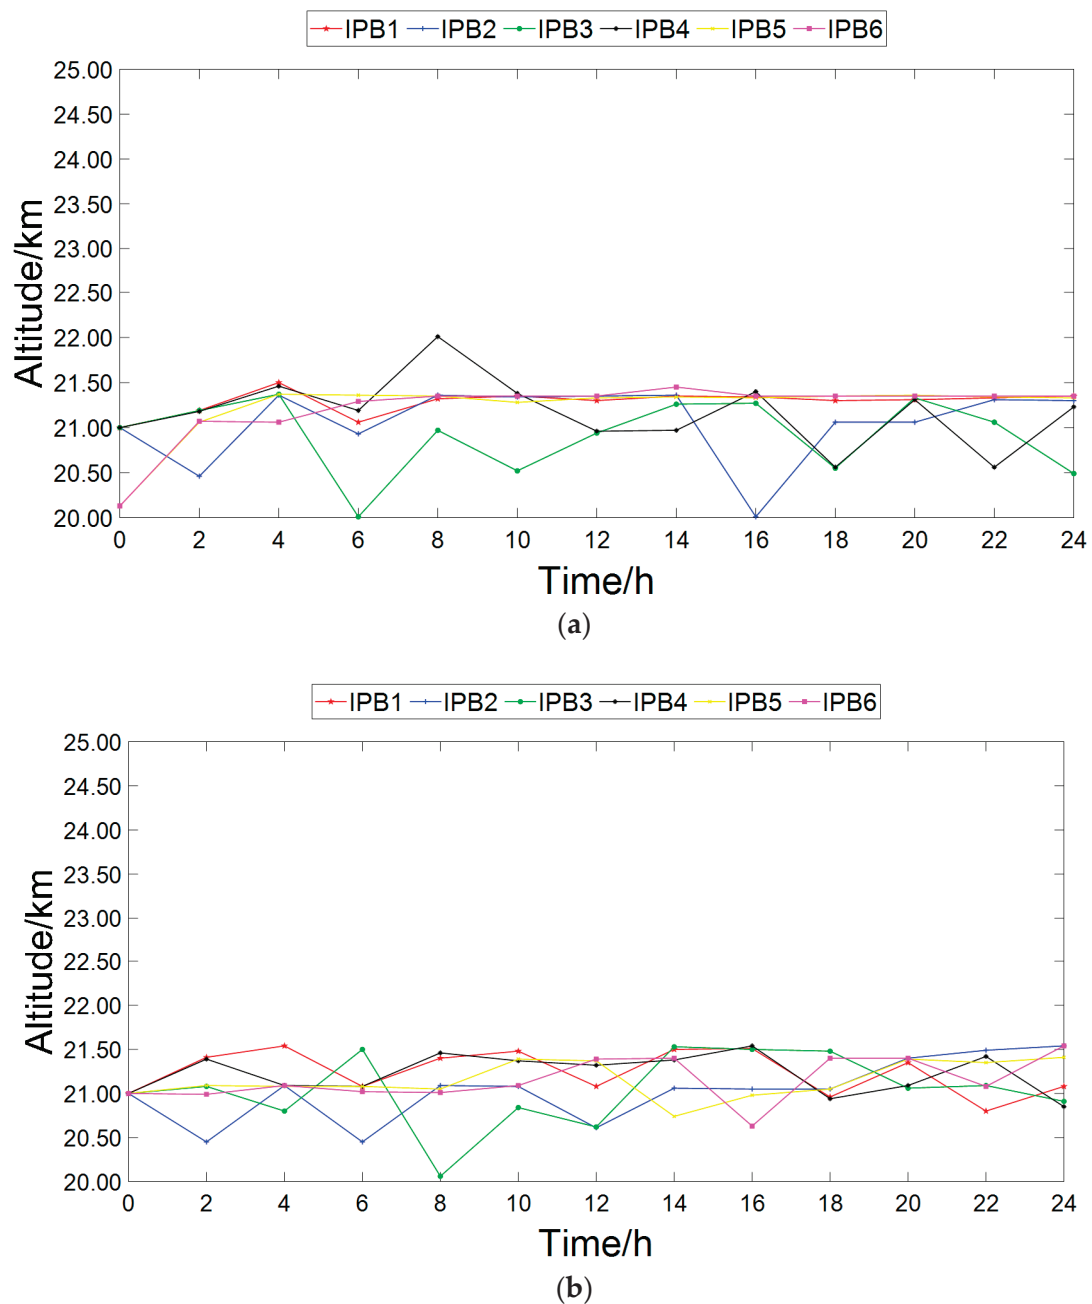 IPB1 IPB2 IPB3 IPB4 IPB5 IPB6
25.00
24.50
24.00
23.50
23.00
22.50
22.00
21.50
21.00
20.50
20.00
Altitude/km
0 2 4 6 8 10 12 14 16 18 20 22 24
Time/h
(a)
IPB1 IPB2 IPB3 IPB4 IPB5 IPB6
25.00
24.50
24.00
23.50
23.00
22.50
22.00
21.50
21.00
20.50
20.00
Altitude/km
0 2 4 6 8 10 12 14 16 18 20 22 24
Time/h
(b)